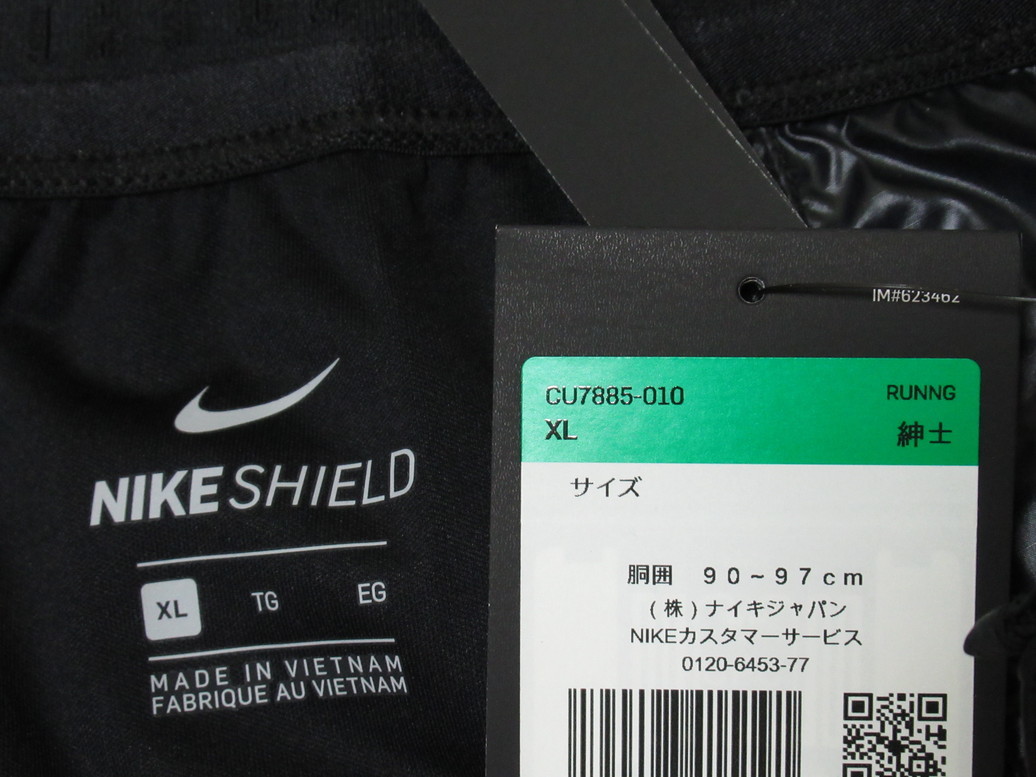 NIKE SHIELD
XL TG EG
MADE IN VIETNAM
FABRIQUE AU VIETNAM
IM#623462
CU7885-010 RUNNG
XL 紳士
サイズ
胴囲 90~97cm
(株)ナイキジャパン
NIKEカスタマーサービス
0120-6453-77